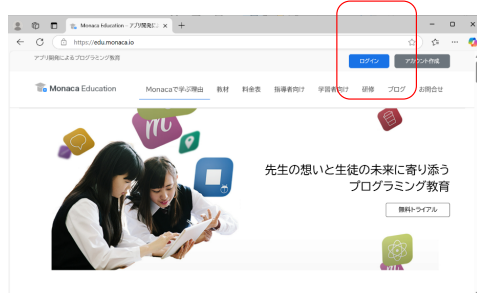 Monaca Education - アプリ開発に
https://edu.monaca.io
アプリ開発によるプログラミング教育
ログイン
アカウント作成
Monaca Education
Monacaで学ぶ理由 教材 料金表 指導者向け 学習者向け 研修 ブログ お問合せ
m
先生の想いと生徒の未来に寄り添う
プログラミング教育
無料トライアル